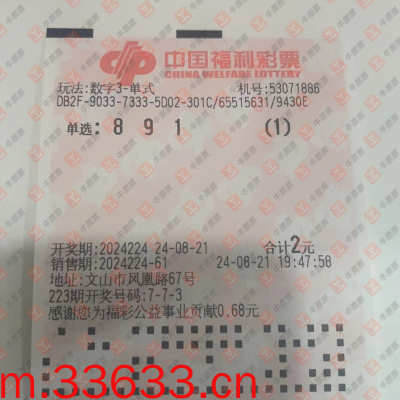 中国福利彩票
CHINA WELFARE LOTTERY
玩法:数字3-单式 机号:53071886
DB2F-9033-7333-5D02-301C/65515631/9430E
单选: 8 9 1 (1)
开奖期:2024224 24-08-21 合计2元
销售期:2024224-61 24-08-21 19:47:58
地址:文山市凤凰路67号
223期开奖号码:7-7-3
感谢您为福彩公益事业贡献0.68元
m.33633.com.cn